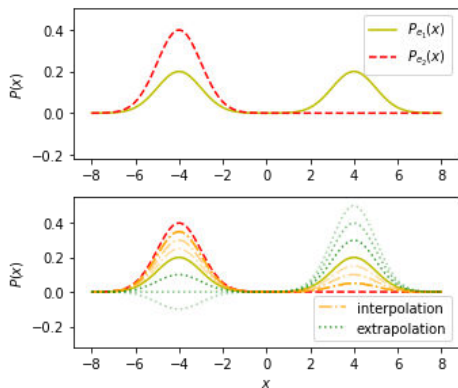 P(x)
0.4
0.2
0.0
−0.2
P_{e_1}(x)
P_{e_2}(x)
−8 −6 −4 −2 0 2 4 6 8
P(x)
0.4
0.2
0.0
−0.2
interpolation
extrapolation
−8 −6 −4 −2 0 2 4 6 8
x